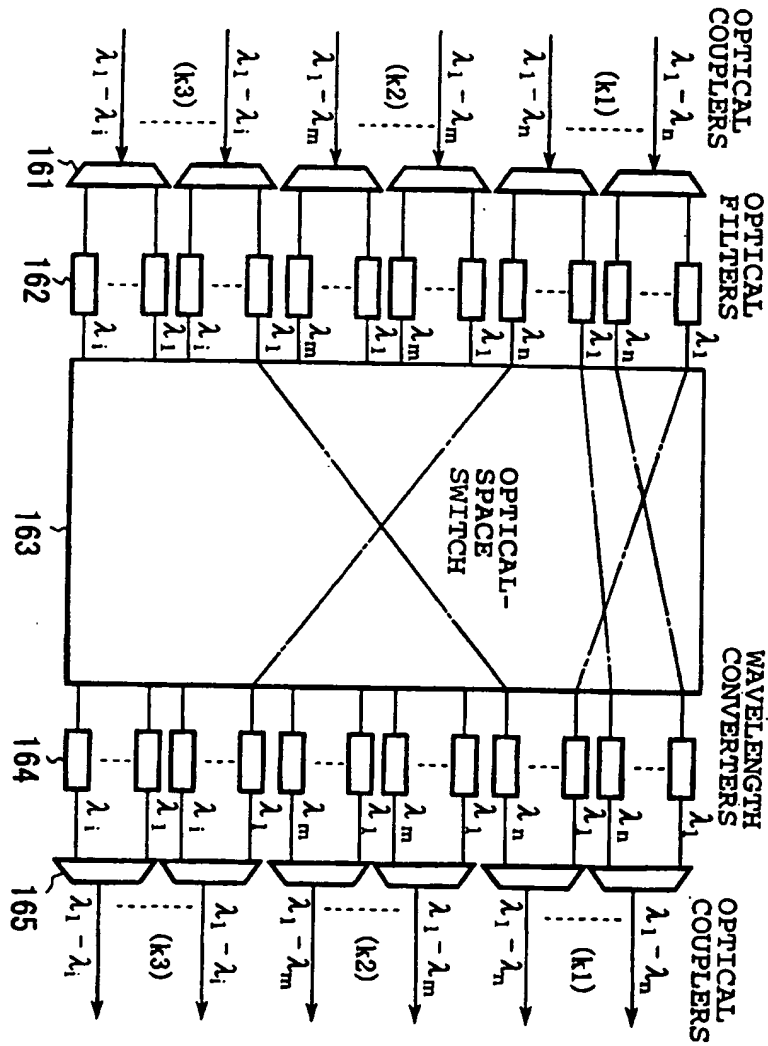 OPTICAL
COUPLERS
λ₁-λₙ
(k1)
λ₁-λₙ
λ₁-λₘ
(k2)
λ₁-λₘ
λ₁-λᵢ
(k3)
λ₁-λᵢ
161
OPTICAL
FILTERS
λ₁
λₙ
λ₁
λₙ
λ₁
λₘ
λ₁
λₘ
λ₁
λᵢ
λ₁
λᵢ
162
OPTICAL-
SPACE
SWITCH
163
WAVELENGTH
CONVERTERS
λ₁
λₙ
λ₁
λₙ
λ₁
λₘ
λ₁
λₘ
λ₁
λᵢ
λ₁
λᵢ
164
OPTICAL
COUPLERS
λ₁-λₙ
(k1)
λ₁-λₙ
λ₁-λₘ
(k2)
λ₁-λₘ
λ₁-λᵢ
(k3)
λ₁-λᵢ
165